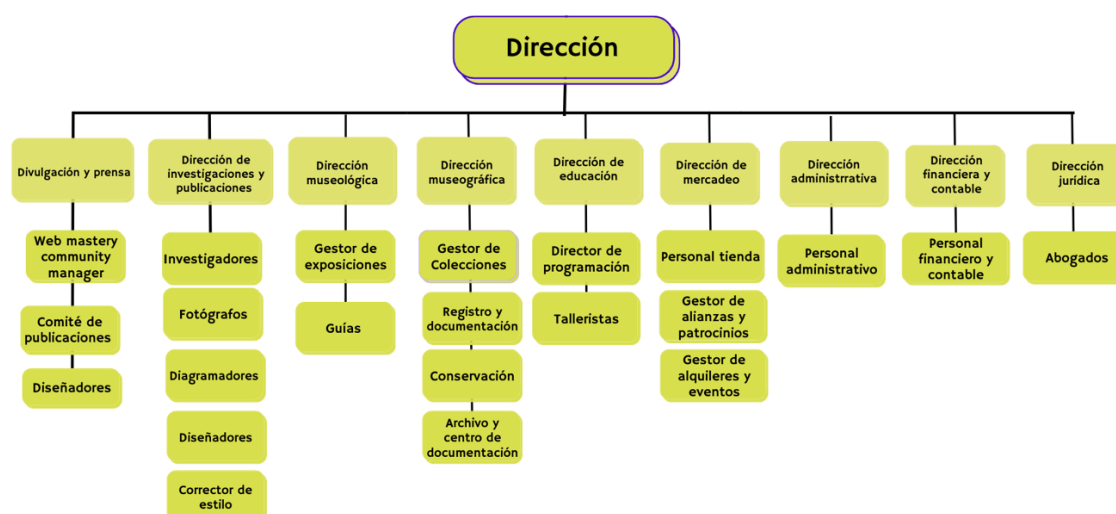 Dirección
Divulgación y prensa
Web mastery
community
manager
Comité de
publicaciones
Diseñadores
Dirección de
investigaciones y
publicaciones
Investigadores
Fotógrafos
Diagramadores
Diseñadores
Corrector de
estilo
Dirección
museológica
Gestor de
exposiciones
Guías
Dirección
museográfica
Gestor de
Colecciones
Registro y
documentación
Conservación
Archivo y
centro de
documentación
Dirección de
educación
Director de
programación
Talleristas
Dirección de
mercadeo
Personal tienda
Gestor de
alianzas y
patrocinios
Gestor de
alquileres y
eventos
Dirección
administrrativa
Personal
administrativo
Dirección
financiera y
contable
Personal
financiero y
contable
Dirección
jurídica
Abogados